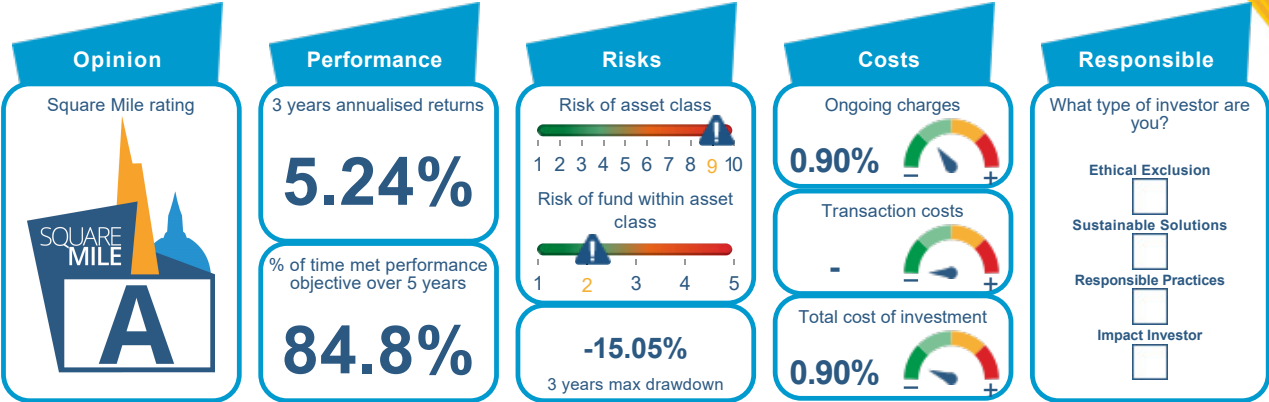 Opinion
Square Mile rating
SQUARE
MILE
A
Performance
3 years annualised returns
5.24%
% of time met performance
objective over 5 years
84.8%
Risks
Risk of asset class
1 2 3 4 5 6 7 8 9 10
Risk of fund within asset
class
1 2 3 4 5
-15.05%
3 years max drawdown
Costs
Ongoing charges
0.90%
– +
Transaction costs
-
– +
Total cost of investment
0.90%
– +
Responsible
What type of investor are
you?
Ethical Exclusion
Sustainable Solutions
Responsible Practices
Impact Investor